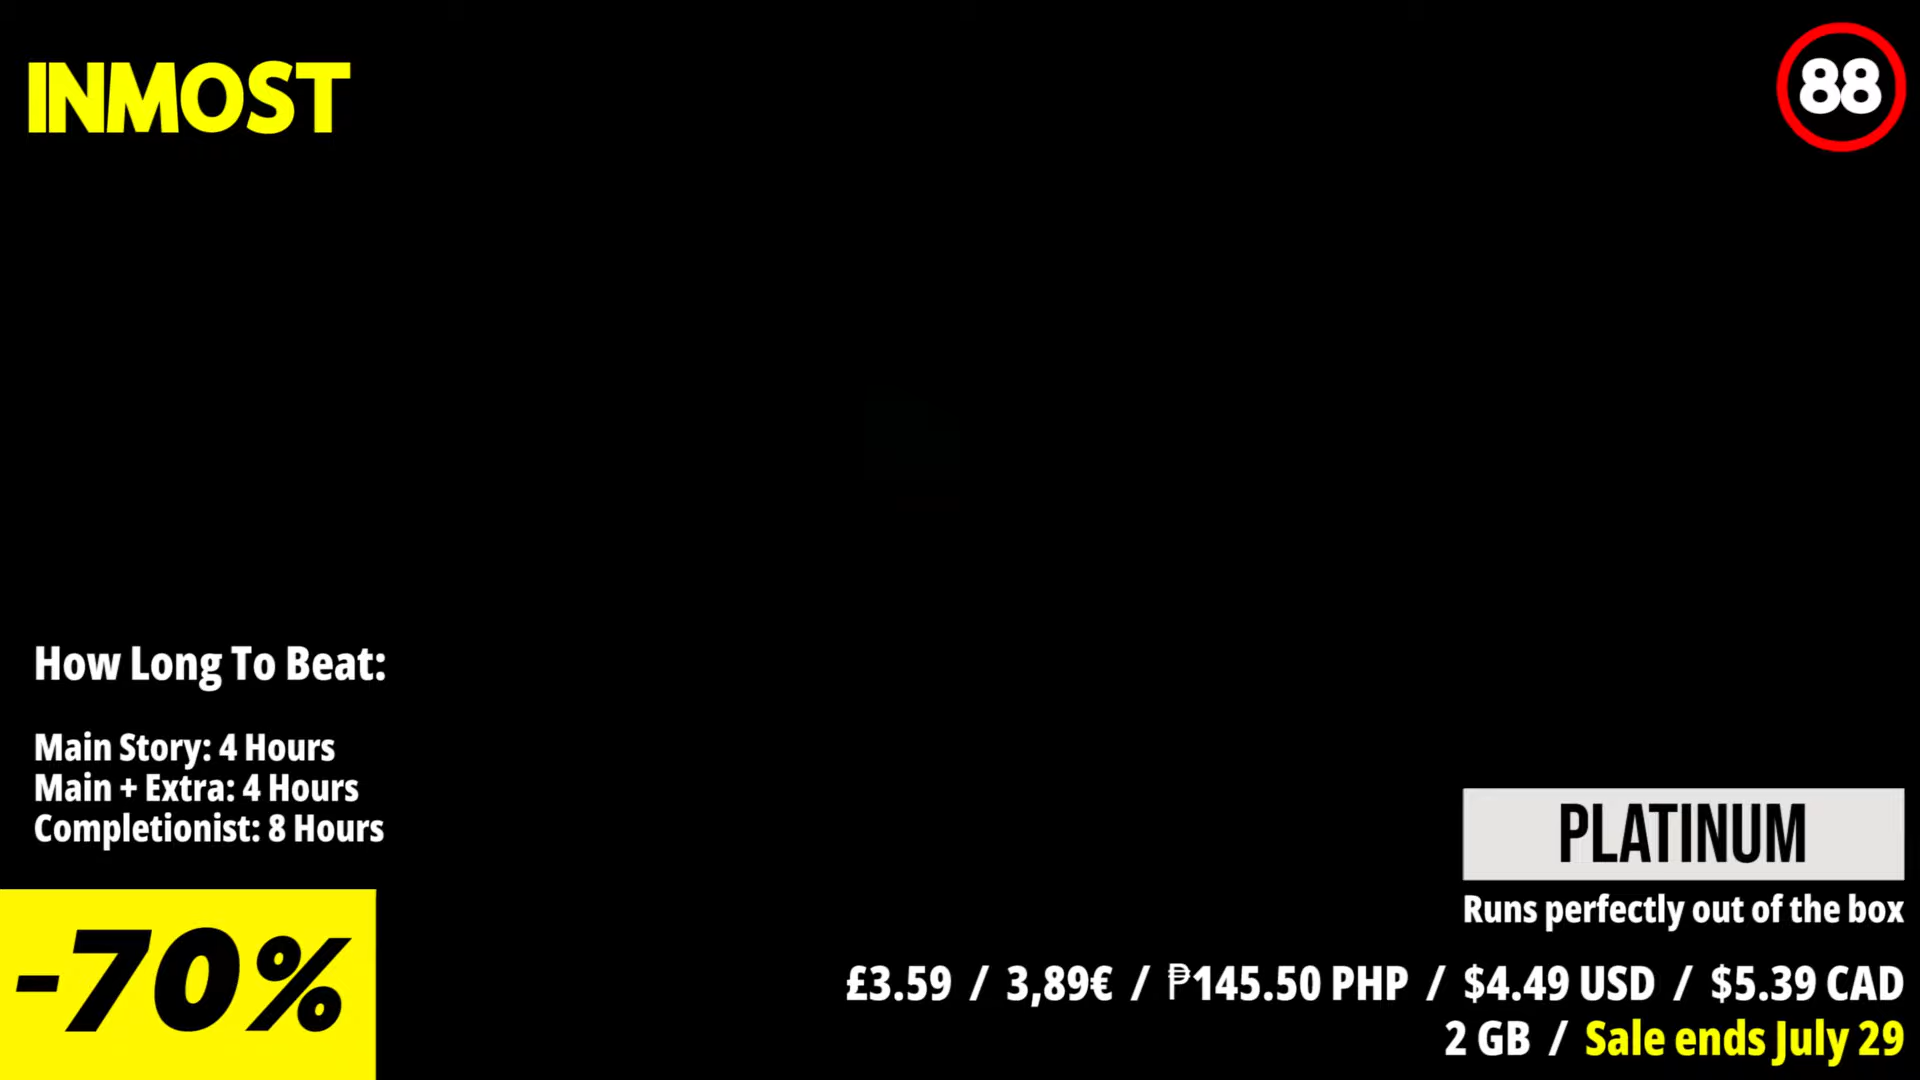 INMOST
88
How Long To Beat:
Main Story: 4 Hours
Main + Extra: 4 Hours
Completionist: 8 Hours
PLATINUM
Runs perfectly out of the box
-70%
£3.59 / 3,89€ / ₱145.50 PHP / $4.49 USD / $5.39 CAD
2 GB / Sale ends July 29